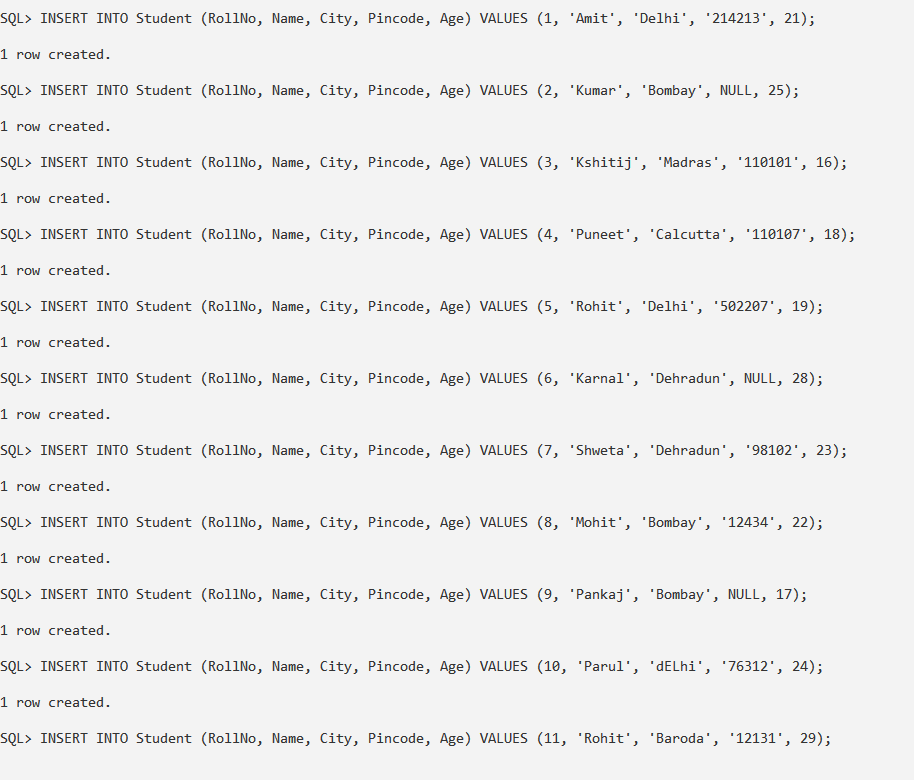 SQL> INSERT INTO Student (RollNo, Name, City, Pincode, Age) VALUES (1, 'Amit', 'Delhi', '214213', 21);
1 row created.
SQL> INSERT INTO Student (RollNo, Name, City, Pincode, Age) VALUES (2, 'Kumar', 'Bombay', NULL, 25);
1 row created.
SQL> INSERT INTO Student (RollNo, Name, City, Pincode, Age) VALUES (3, 'Kshitij', 'Madras', '110101', 16);
1 row created.
SQL> INSERT INTO Student (RollNo, Name, City, Pincode, Age) VALUES (4, 'Puneet', 'Calcutta', '110107', 18);
1 row created.
SQL> INSERT INTO Student (RollNo, Name, City, Pincode, Age) VALUES (5, 'Rohit', 'Delhi', '502207', 19);
1 row created.
SQL> INSERT INTO Student (RollNo, Name, City, Pincode, Age) VALUES (6, 'Karnal', 'Dehradun', NULL, 28);
1 row created.
SQL> INSERT INTO Student (RollNo, Name, City, Pincode, Age) VALUES (7, 'Shweta', 'Dehradun', '98102', 23);
1 row created.
SQL> INSERT INTO Student (RollNo, Name, City, Pincode, Age) VALUES (8, 'Mohit', 'Bombay', '12434', 22);
1 row created.
SQL> INSERT INTO Student (RollNo, Name, City, Pincode, Age) VALUES (9, 'Pankaj', 'Bombay', NULL, 17);
1 row created.
SQL> INSERT INTO Student (RollNo, Name, City, Pincode, Age) VALUES (10, 'Parul', 'dELhi', '76312', 24);
1 row created.
SQL> INSERT INTO Student (RollNo, Name, City, Pincode, Age) VALUES (11, 'Rohit', 'Baroda', '12131', 29);